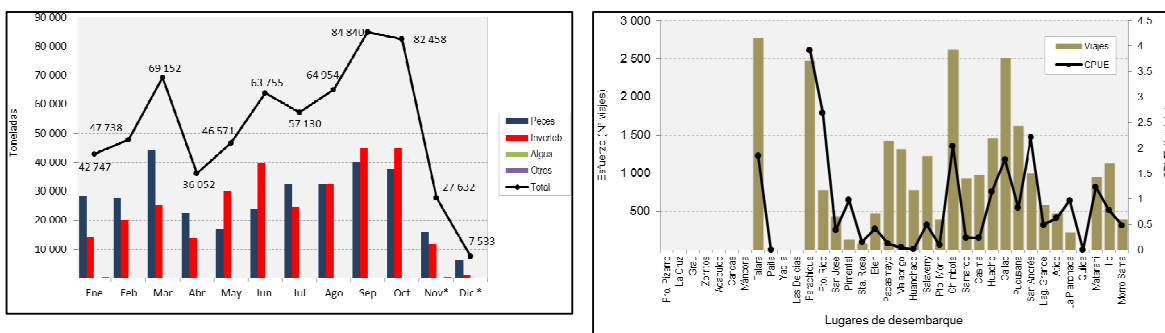 90 000
80 000
70 000
60 000
50 000
40 000
30 000
20 000
10 000
Toneladas
42 747
47 738
69 152
36 052
46 571
63 755
57 130
64 954
84 840
82 458
27 632
7 533
Ene Feb Mar Abr May Jun Jul Ago Sep Oct Nov* Dic *
Peces
Inverteb
Algua
Otros
Total
3 000
2 500
2 000
1 500
1 000
500
Esfuerzo (N° viajes)
4.5
4
3.5
3
2.5
2
1.5
1
0.5
0
Viajes
CPUE
Pto. Pizarro
La Cruz
Grau
Zorritos
Acapulco
Cancas
Máncora
Talara
Paita
Yacila
Las Delicias
Parachique
Pto. Rico
San José
Pimentel
Sta. Rosa
Eten
Pacasmayo
Malabrigo
Huanchaco
Salaverry
Pto. Morín
Chimbote
Samanco
Casma
Huacho
Callao
Pucusana
San Andrés
Lag. Grande
Atico
La Planchada
Quilca
Matarani
Ilo
Morro Sama
Lugares de desembarque